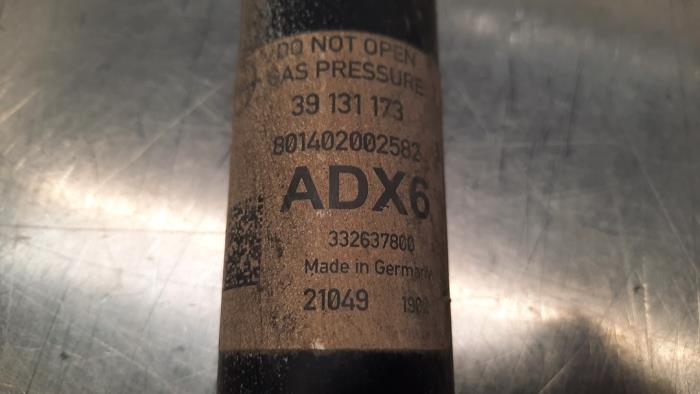 DO NOT OPEN
GAS PRESSURE
39 131 173
801402002582
ADX6
332637800
Made in Germany
21049